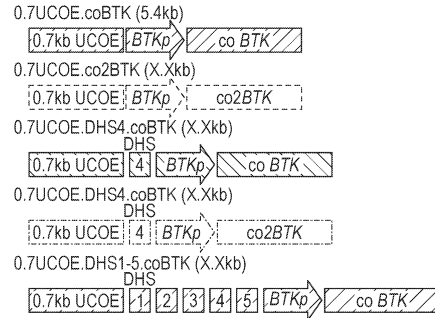 0.7UCOE.coBTK (5.4kb)
0.7kb UCOE BTKp co BTK
0.7UCOE.co2BTK (X.Xkb)
0.7kb UCOE BTKp co2BTK
0.7UCOE.DHS4.coBTK (X.Xkb)
DHS
0.7kb UCOE 4 BTKp co BTK
0.7UCOE.DHS4.coBTK (X.Xkb)
DHS
0.7kb UCOE 4 BTKp co2BTK
0.7UCOE.DHS1-5.coBTK (X.Xkb)
DHS
0.7kb UCOE 1 2 3 4 5 BTKp co BTK